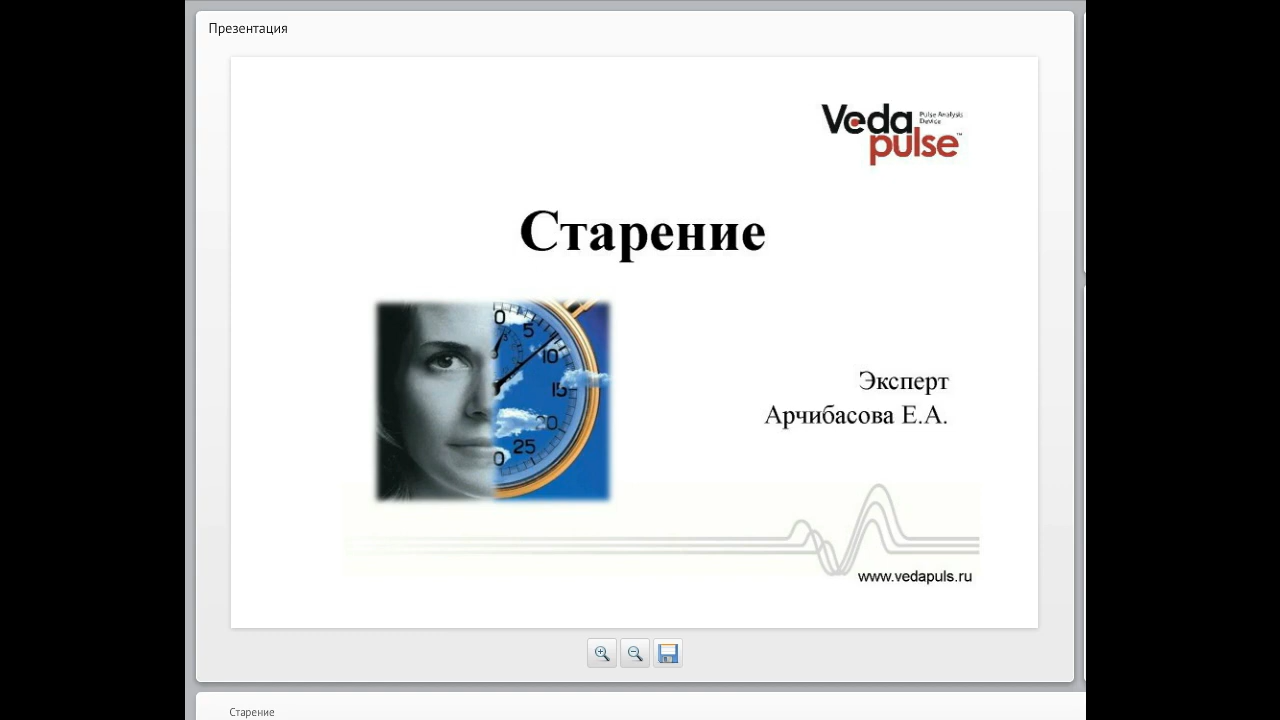 Презентация
Veda Pulse Analysis
Device
pulse™
Старение
0
5
10
15
20
25
0
Эксперт
Арчибасова Е.А.
www.vedapuls.ru
Старение